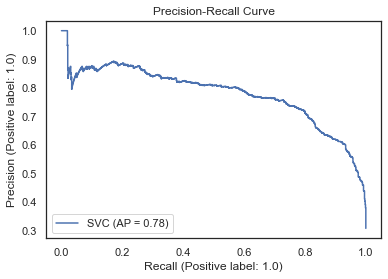 Precision-Recall Curve
Precision (Positive label: 1.0)
1.0
0.9
0.8
0.7
0.6
0.5
0.4
0.3
SVC (AP = 0.78)
0.0 0.2 0.4 0.6 0.8 1.0
Recall (Positive label: 1.0)